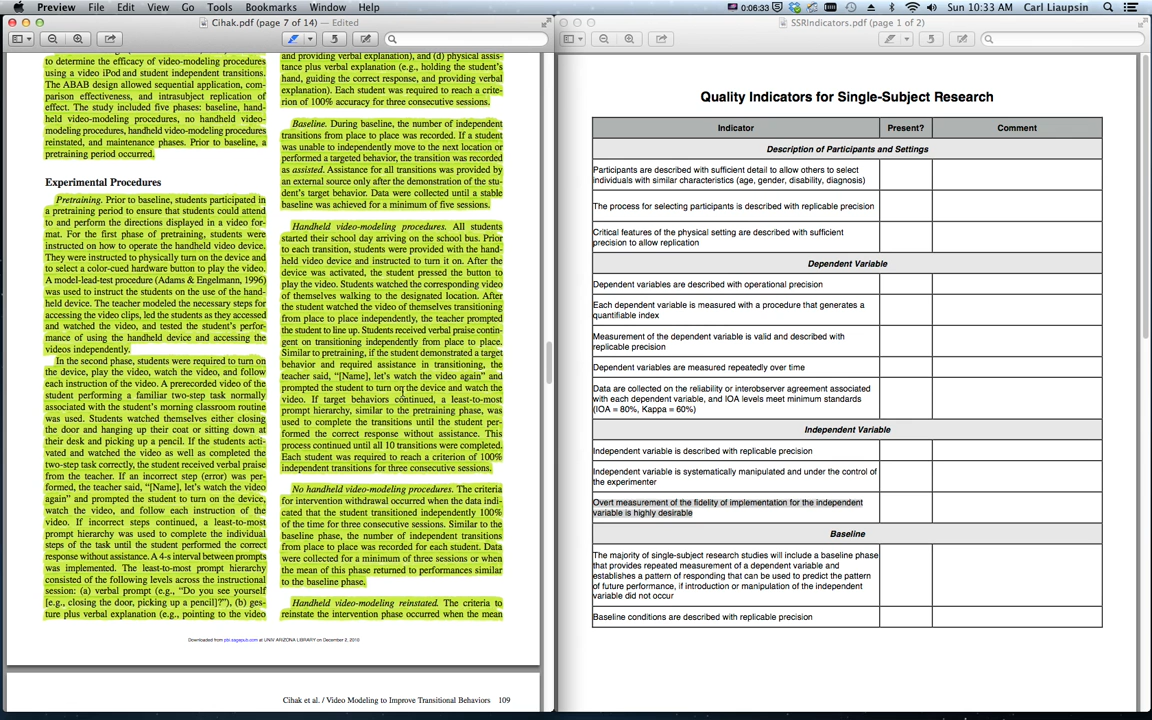 Preview File Edit View Go Tools Bookmarks Window Help 0:06:33 Sun 10:33 AM Carl Liaupsin
Cihak.pdf (page 7 of 14) — Edited
to determine the efficacy of video-modeling procedures
using a video iPod and student independent transitions.
The ABAB design allowed sequential application, com-
parison effectiveness, and intrasubject replication of
effect. The study included five phases: baseline, hand-
held video-modeling procedures, no handheld video-
modeling procedures, handheld video-modeling procedures
reinstated, and maintenance phases. Prior to baseline, a
pretraining period occurred.
Experimental Procedures
Pretraining. Prior to baseline, students participated in
a pretraining period to ensure that students could attend
to and perform the directions displayed in a video for-
mat. For the first phase of pretraining, students were
instructed on how to operate the handheld video device.
They were instructed to physically turn on the device and
to select a color-cued hardware button to play the video.
A model-lead-test procedure (Adams & Engelmann, 1996)
was used to instruct the students on the use of the hand-
held device. The teacher modeled the necessary steps for
accessing the video clips, led the students as they accessed
and watched the video, and tested the student's perfor-
mance of using the handheld device and accessing the
videos independently.
In the second phase, students were required to turn on
the device, play the video, watch the video, and follow
each instruction of the video. A prerecorded video of the
student performing a familiar two-step task normally
associated with the student's morning classroom routine
was used. Students watched themselves either closing
the door and hanging up their coat or sitting down at
their desk and picking up a pencil. If the students acti-
vated and watched the video as well as completed the
two-step task correctly, the student received verbal praise
from the teacher. If an incorrect step (error) was per-
formed, the teacher said, "[Name], let's watch the video
again" and prompted the student to turn on the device,
watch the video, and follow each instruction of the
video. If incorrect steps continued, a least-to-most
prompt hierarchy was used to complete the individual
steps of the task until the student performed the correct
response without assistance. A 4-s interval between prompts
was implemented. The least-to-most prompt hierarchy
consisted of the following levels across the instructional
session: (a) verbal prompt (e.g., "Do you see yourself
[e.g., closing the door, picking up a pencil]?"), (b) ges-
ture plus verbal explanation (e.g., pointing to the video
and providing verbal explanation), and (d) physical assis-
tance plus verbal explanation (e.g., holding the student's
hand, guiding the correct response, and providing verbal
explanation). Each student was required to reach a crite-
rion of 100% accuracy for three consecutive sessions.
Baseline. During baseline, the number of independent
transitions from place to place was recorded. If a student
was unable to independently move to the next location or
performed a targeted behavior, the transition was recorded
as assisted. Assistance for all transitions was provided by
an external source only after the demonstration of the stu-
dent's target behavior. Data were collected until a stable
baseline was achieved for a minimum of five sessions.
Handheld video-modeling procedures. All students
started their school day arriving on the school bus. Prior
to each transition, students were provided with the hand-
held video device and instructed to turn it on. After the
device was activated, the student pressed the button to
play the video. Students watched the corresponding video
of themselves walking to the designated location. After
the student watched the video of themselves transitioning
from place to place independently, the teacher prompted
the student to line up. Students received verbal praise contin-
gent on transitioning independently from place to place.
Similar to pretraining, if the student demonstrated a target
behavior and required assistance in transitioning, the
teacher said, "[Name], let's watch the video again" and
prompted the student to turn on the device and watch the
video. If target behaviors continued, a least-to-most
prompt hierarchy, similar to the pretraining phase, was
used to complete the transitions until the student per-
formed the correct response without assistance. This
process continued until all 10 transitions were completed.
Each student was required to reach a criterion of 100%
independent transitions for three consecutive sessions.
No handheld video-modeling procedures. The criteria
for intervention withdrawal occurred when the data indi-
cated that the student transitioned independently 100%
of the time for three consecutive sessions. Similar to the
baseline phase, the number of independent transitions
from place to place was recorded for each student. Data
were collected for a minimum of three sessions or when
the mean of this phase returned to performances similar
to the baseline phase.
Handheld video-modeling reinstated. The criteria to
reinstate the intervention phase occurred when the mean
Downloaded from pbi.sagepub.com at UNIV ARIZONA LIBRARY on December 2, 2010
Cihak et al. / Video Modeling to Improve Transitional Behaviors 109
SSRIndicators.pdf (page 1 of 2)
Quality Indicators for Single-Subject Research
Indicator Present? Comment
Description of Participants and Settings
Participants are described with sufficient detail to allow others to select
individuals with similar characteristics (age, gender, disability, diagnosis)
The process for selecting participants is described with replicable precision
Critical features of the physical setting are described with sufficient
precision to allow replication
Dependent Variable
Dependent variables are described with operational precision
Each dependent variable is measured with a procedure that generates a
quantifiable index
Measurement of the dependent variable is valid and described with
replicable precision
Dependent variables are measured repeatedly over time
Data are collected on the reliability or interobserver agreement associated
with each dependent variable, and IOA levels meet minimum standards
(IOA = 80%, Kappa = 60%)
Independent Variable
Independent variable is described with replicable precision
Independent variable is systematically manipulated and under the control of
the experimenter
Overt measurement of the fidelity of implementation for the independent
variable is highly desirable
Baseline
The majority of single-subject research studies will include a baseline phase
that provides repeated measurement of a dependent variable and
establishes a pattern of responding that can be used to predict the pattern
of future performance, if introduction or manipulation of the independent
variable did not occur
Baseline conditions are described with replicable precision